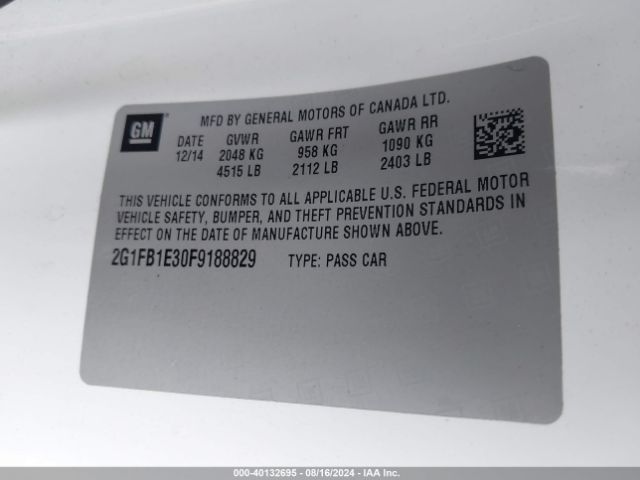 GM
MFD BY GENERAL MOTORS OF CANADA LTD.
DATE GVWR GAWR FRT GAWR RR
12/14 2048 KG 958 KG 1090 KG
4515 LB 2112 LB 2403 LB
THIS VEHICLE CONFORMS TO ALL APPLICABLE U.S. FEDERAL MOTOR
VEHICLE SAFETY, BUMPER, AND THEFT PREVENTION STANDARDS IN
EFFECT ON THE DATE OF MANUFACTURE SHOWN ABOVE.
2G1FB1E30F9188829 TYPE: PASS CAR
000-40132695 - 08/16/2024 - IAA Inc.